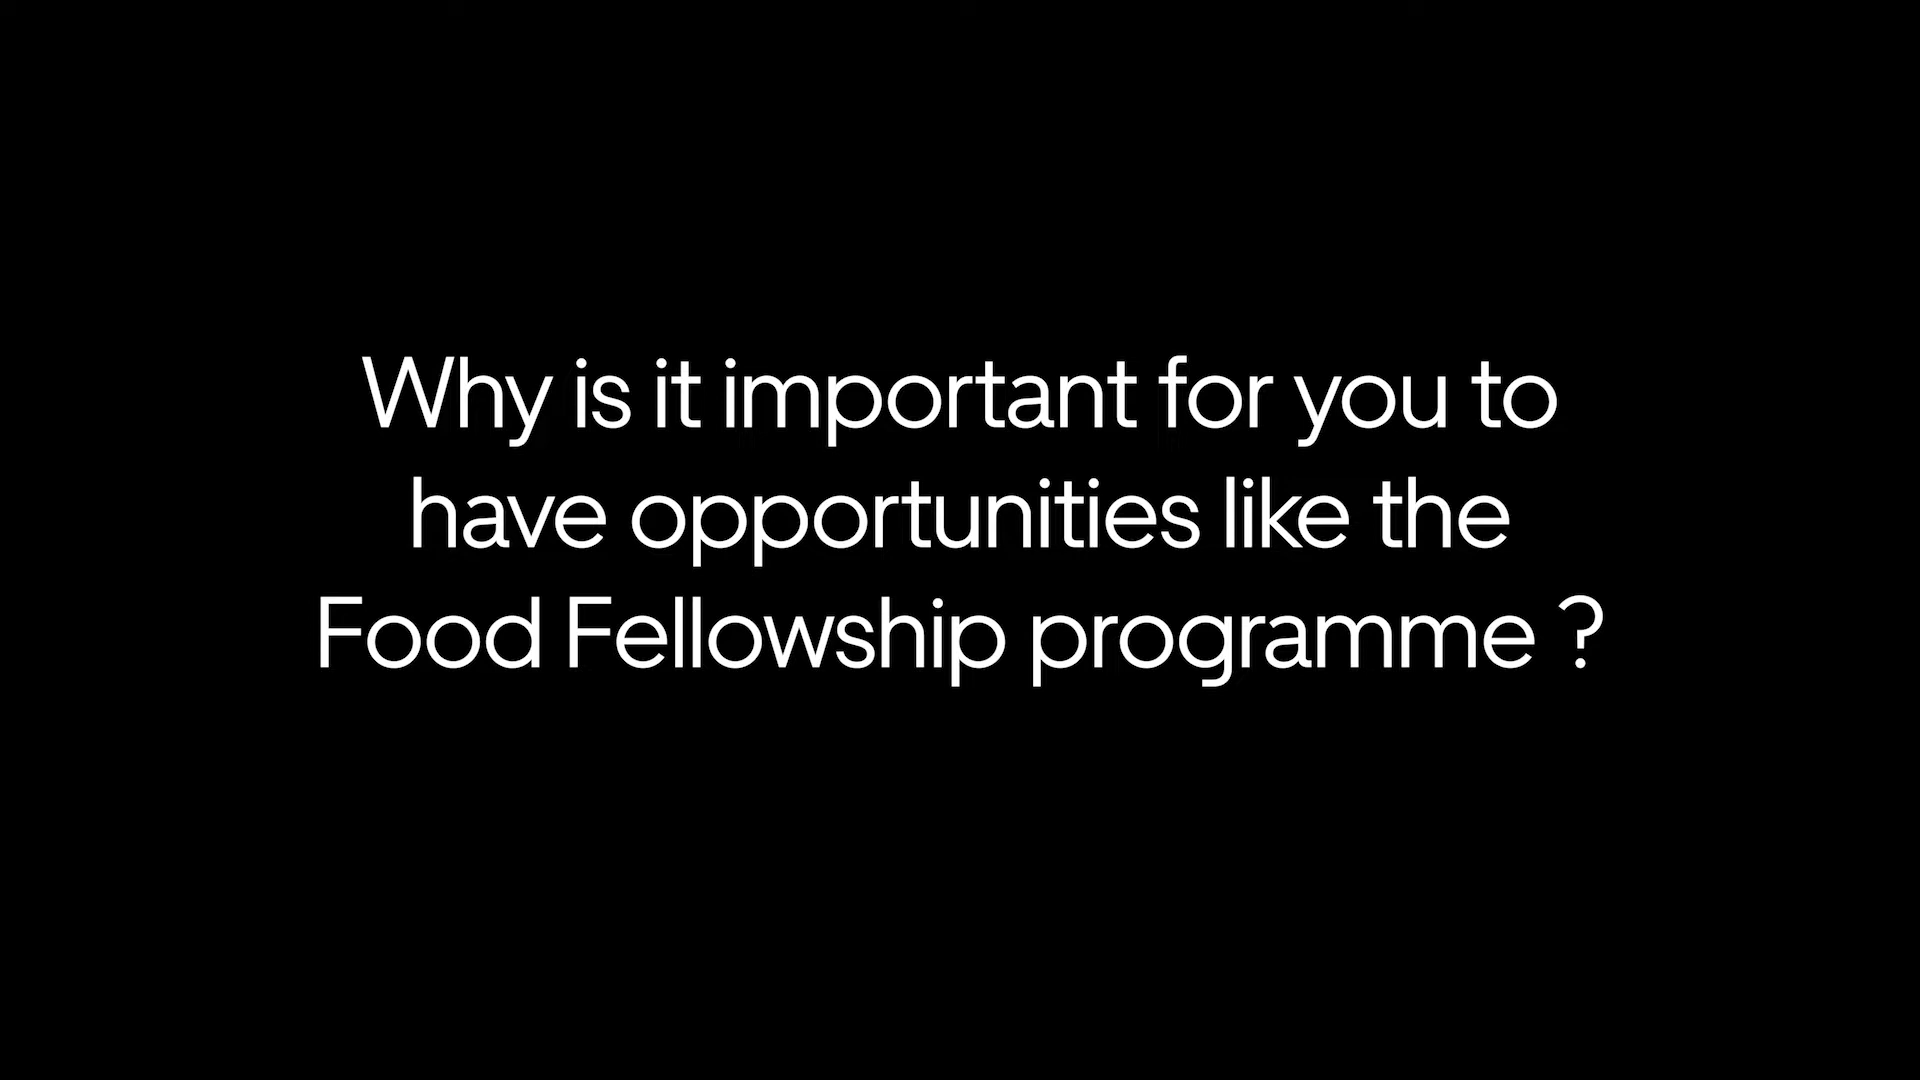 Why is it important for you to
have opportunities like the
Food Fellowship programme ?